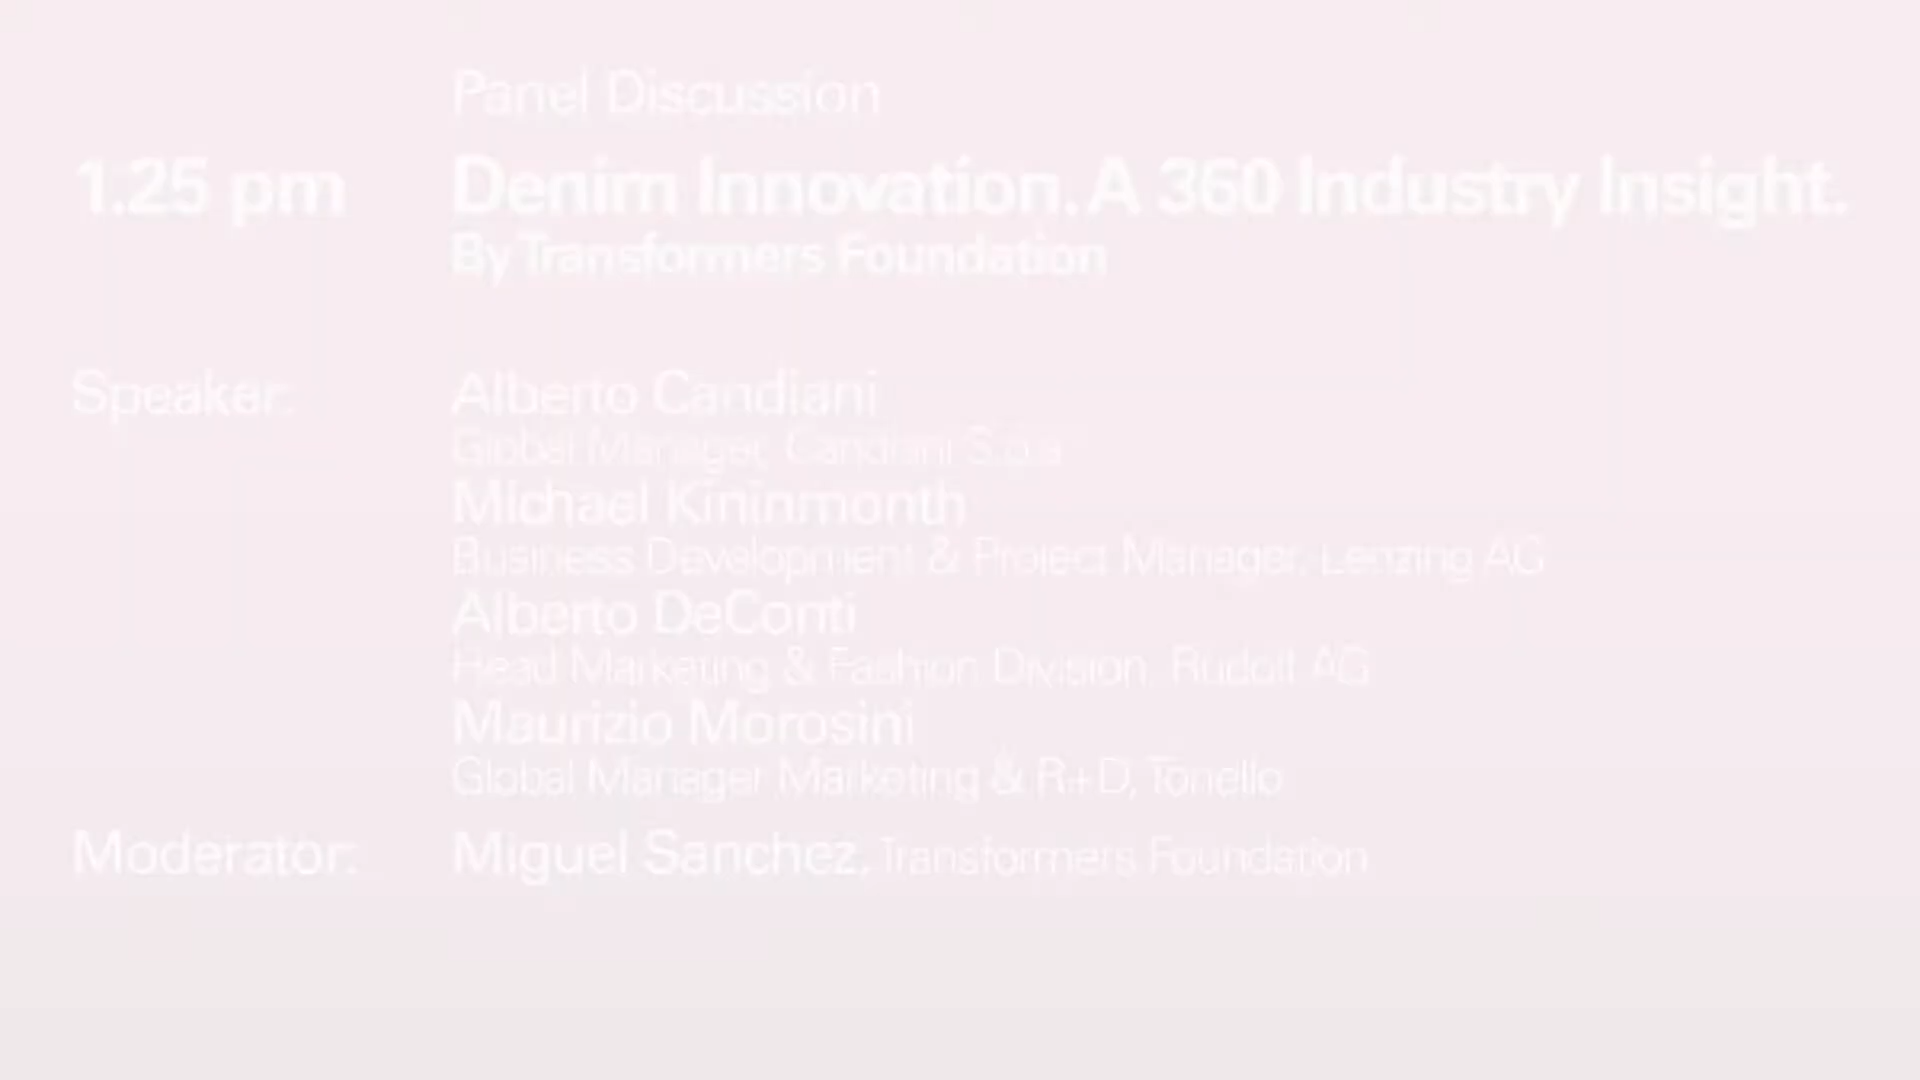 Panel Discussion
1.25 pm Denim Innovation. A 360 Industry Insight.
By Transformers Foundation
Speaker: Alberto Candiani
Global Manager, Candiani S.p.a
Michael Kininmonth
Business Development & Project Manager, Lenzing AG
Alberto DeConti
Head Marketing & Fashion Division, Rudolf AG
Maurizio Morosini
Global Manager Marketing & R+D, Tonello
Moderator: Miguel Sanchez, Transformers Foundation